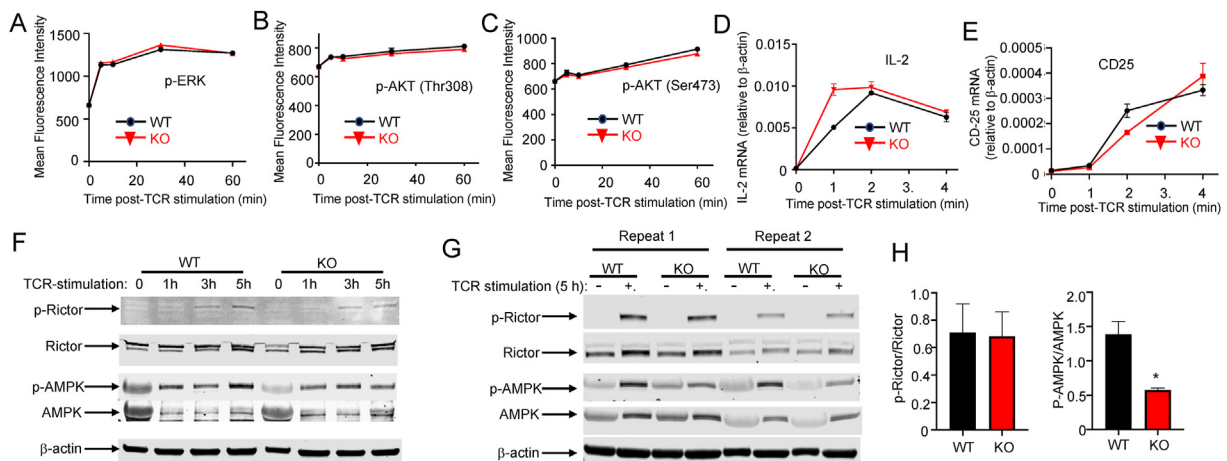 A
Mean Fluorescence Intensity
1500
1000
500
0
p-ERK
WT
KO
0 20 40 60
Time post-TCR stimulation (min)
B
Mean Fluorescence Intensity
800
600
400
200
0
p-AKT (Thr308)
WT
KO
0 20 40 60
Time post-TCR stimulation (min)
C
Mean Fluorescence Intensity
1000
800
600
400
200
0
p-AKT (Ser473)
WT
KO
0 20 40 60
Time post-TCR stimulation (min)
D
IL-2 mRNA (relative to β-actin)
0.015
0.010
0.005
0
IL-2
WT
KO
0 1 2 3. 4
Time post-TCR stimulation (min)
E
CD-25 mRNA
(relative to β-actin)
0.0005
0.0004
0.0003
0.0002
0.0001
0
CD25
WT
KO
0 1 2 3. 4
Time post-TCR stimulation (min)
F
WT KO
TCR-stimulation: 0 1h 3h 5h 0 1h 3h 5h
p-Rictor
Rictor
p-AMPK
AMPK
β-actin
G
Repeat 1 Repeat 2
WT KO WT KO
TCR stimulation (5 h): - +. - +. - +. - +
p-Rictor
Rictor
p-AMPK
AMPK
β-actin
H
p-Rictor/Rictor
1.0
0.8
0.6
0.4
0.2
0
WT KO
P-AMPK/AMPK
2.0
1.5
1.0
0.5
0.0
*
WT KO